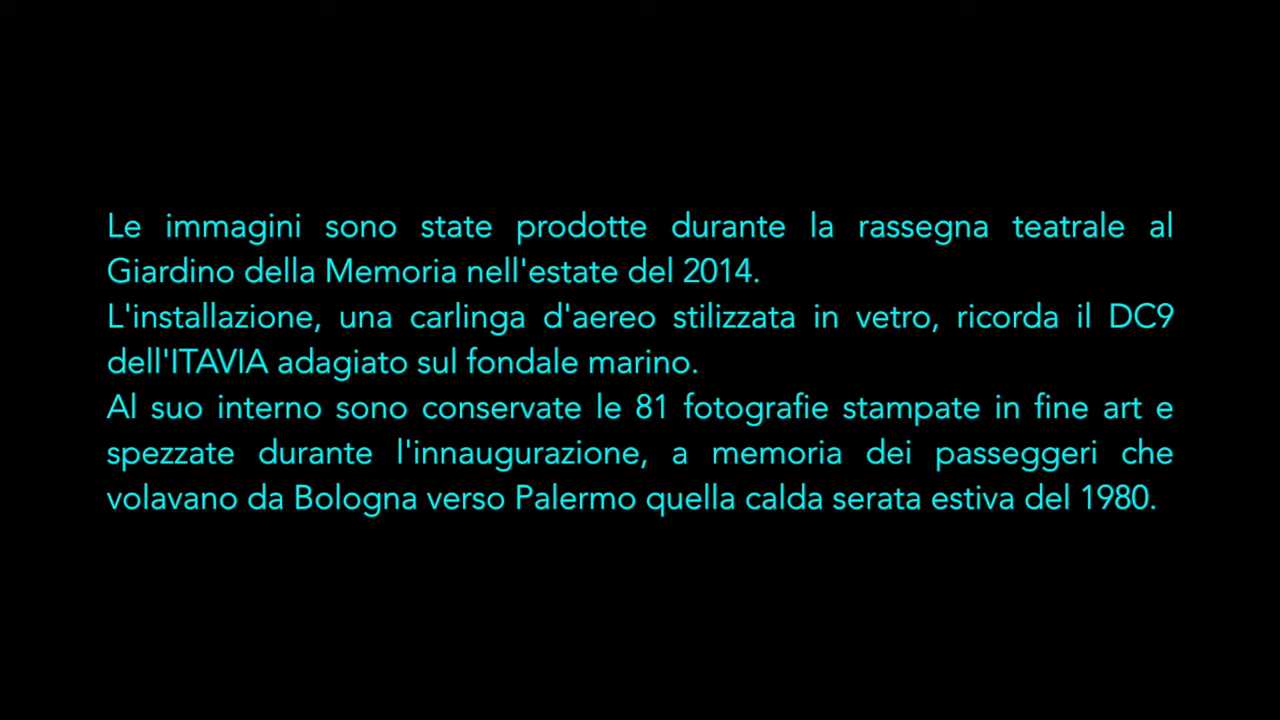 Le immagini sono state prodotte durante la rassegna teatrale al
Giardino della Memoria nell'estate del 2014.
L'installazione, una carlinga d'aereo stilizzata in vetro, ricorda il DC9
dell'ITAVIA adagiato sul fondale marino.
Al suo interno sono conservate le 81 fotografie stampate in fine art e
spezzate durante l'innaugurazione, a memoria dei passeggeri che
volavano da Bologna verso Palermo quella calda serata estiva del 1980.